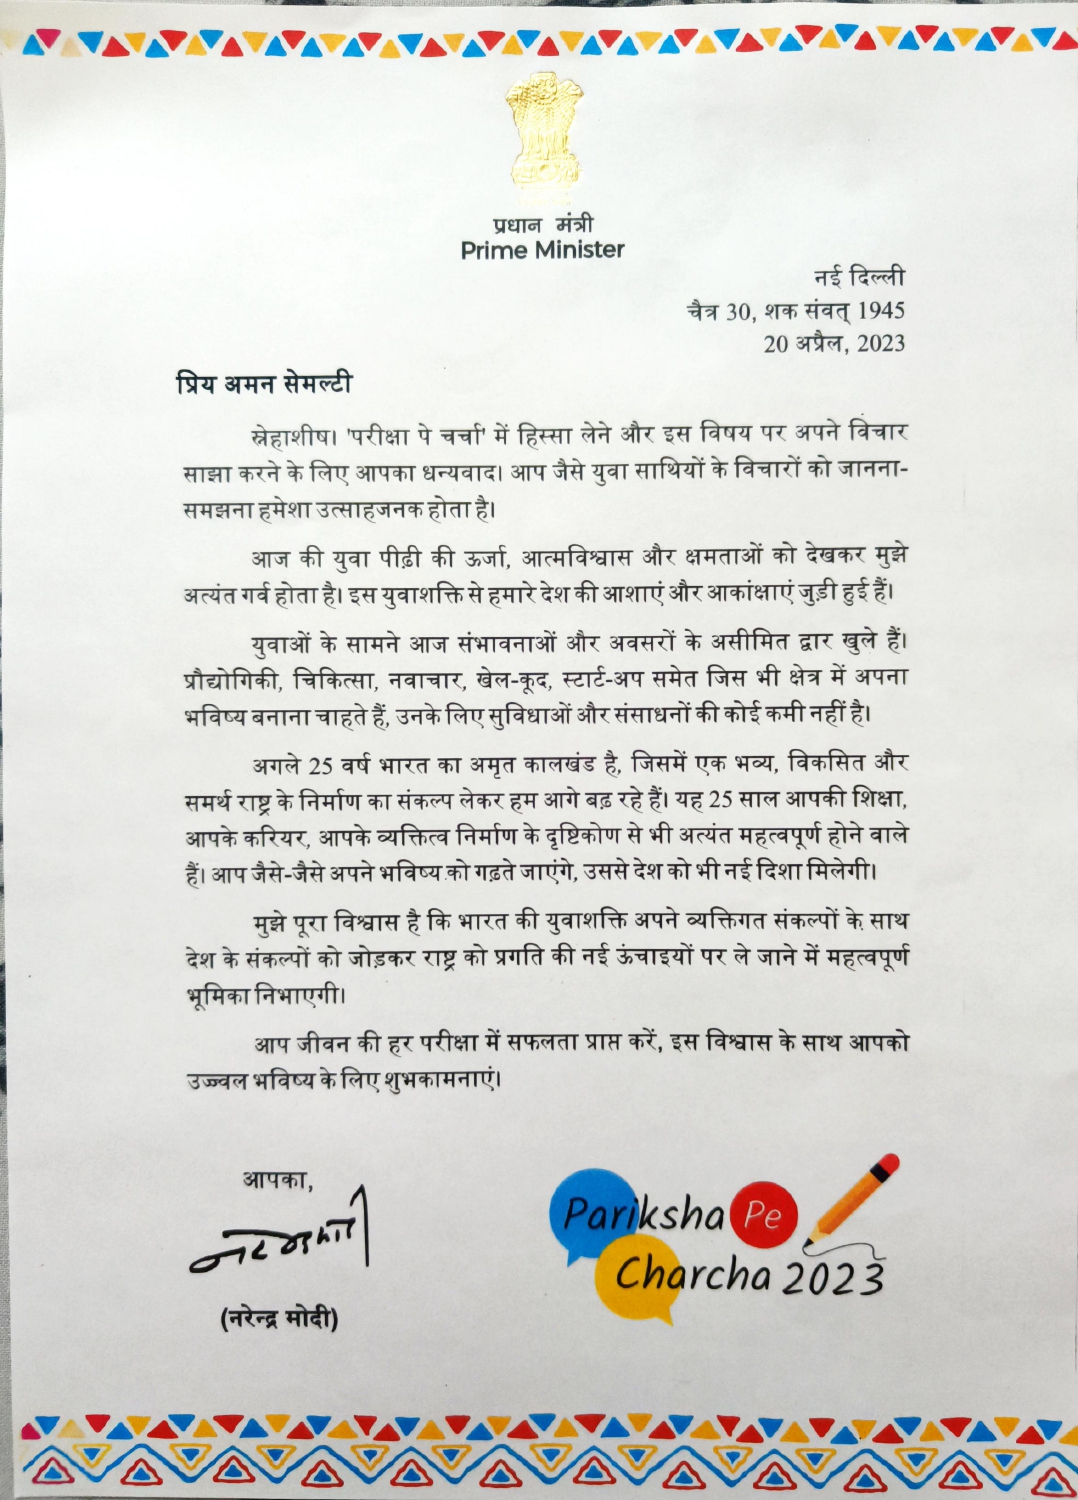 प्रधान मंत्री
Prime Minister
नई दिल्ली
चैत्र 30, शक संवत् 1945
20 अप्रैल, 2023
प्रिय अमन सेमल्टी
स्नेहाशीष। 'परीक्षा पे चर्चा' में हिस्सा लेने और इस विषय पर अपने विचार
साझा करने के लिए आपका धन्यवाद। आप जैसे युवा साथियों के विचारों को जानना-
समझना हमेशा उत्साहजनक होता है।
आज की युवा पीढ़ी की ऊर्जा, आत्मविश्वास और क्षमताओं को देखकर मुझे
अत्यंत गर्व होता है। इस युवाशक्ति से हमारे देश की आशाएं और आकांक्षाएं जुड़ी हुई हैं।
युवाओं के सामने आज संभावनाओं और अवसरों के असीमित द्वार खुले हैं।
प्रौद्योगिकी, चिकित्सा, नवाचार, खेल-कूद, स्टार्ट-अप समेत जिस भी क्षेत्र में अपना
भविष्य बनाना चाहते हैं, उनके लिए सुविधाओं और संसाधनों की कोई कमी नहीं है।
अगले 25 वर्ष भारत का अमृत कालखंड है, जिसमें एक भव्य, विकसित और
समर्थ राष्ट्र के निर्माण का संकल्प लेकर हम आगे बढ़ रहे हैं। यह 25 साल आपकी शिक्षा,
आपके करियर, आपके व्यक्तित्व निर्माण के दृष्टिकोण से भी अत्यंत महत्वपूर्ण होने वाले
हैं। आप जैसे-जैसे अपने भविष्य को गढ़ते जाएंगे, उससे देश को भी नई दिशा मिलेगी।
मुझे पूरा विश्वास है कि भारत की युवाशक्ति अपने व्यक्तिगत संकल्पों के साथ
देश के संकल्पों को जोड़कर राष्ट्र को प्रगति की नई ऊंचाइयों पर ले जाने में महत्वपूर्ण
भूमिका निभाएगी।
आप जीवन की हर परीक्षा में सफलता प्राप्त करें, इस विश्वास के साथ आपको
उज्ज्वल भविष्य के लिए शुभकामनाएं।
आपका,
(नरेन्द्र मोदी)
Pariksha Pe
Charcha 2023